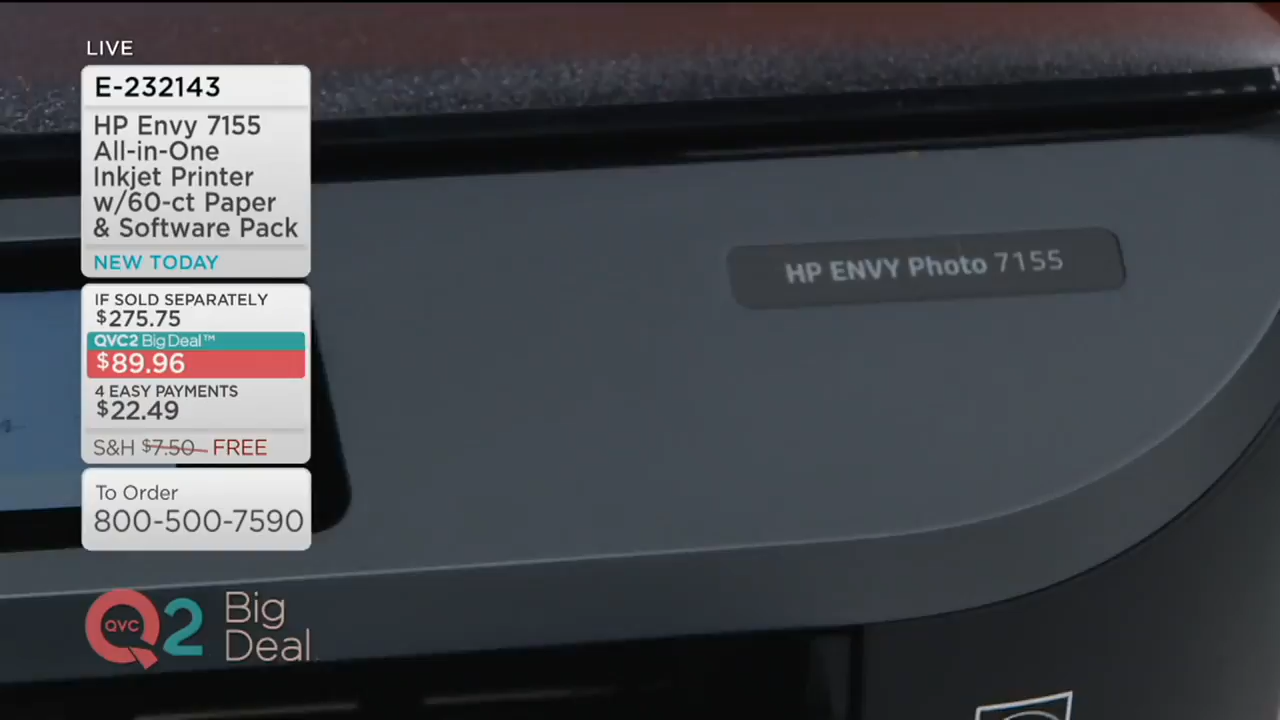 LIVE
E-232143
HP Envy 7155
All-in-One
Inkjet Printer
w/60-ct Paper
& Software Pack
NEW TODAY
IF SOLD SEPARATELY
$275.75
QVC2 Big Deal™
$89.96
4 EASY PAYMENTS
$22.49
S&H $7.50 FREE
To Order
800-500-7590
QVC 2 Big
Deal
HP ENVY Photo 7155